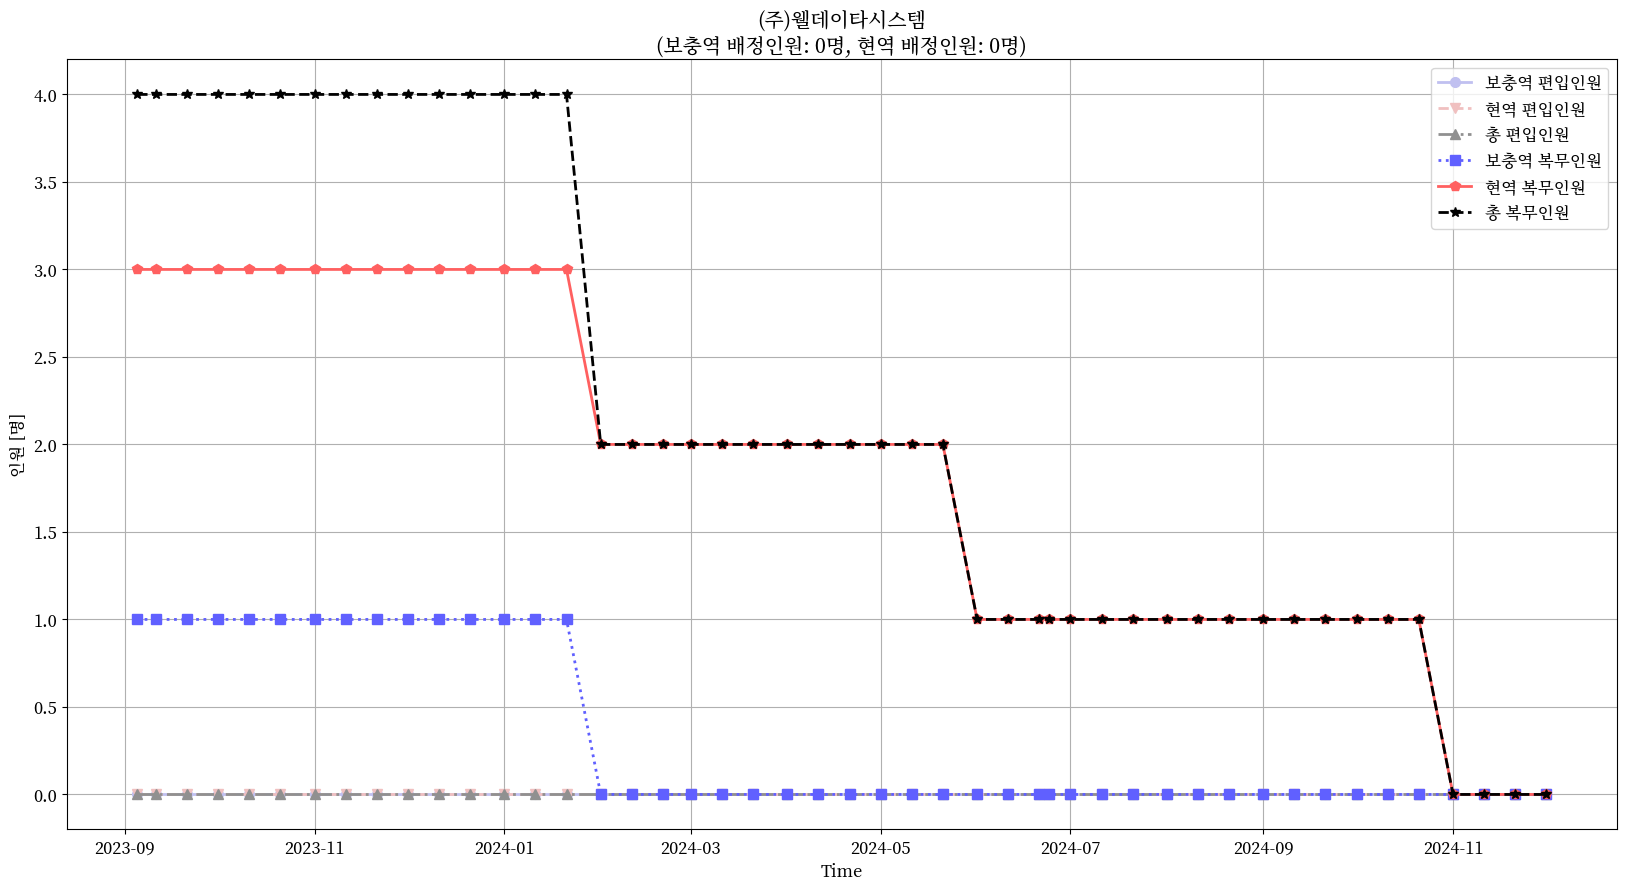 (주)웰데이타시스템
(보충역 배정인원: 0명, 현역 배정인원: 0명)
보충역 편입인원
현역 편입인원
총 편입인원
보충역 복무인원
현역 복무인원
총 복무인원
인원 [명]
4.0
3.5
3.0
2.5
2.0
1.5
1.0
0.5
0.0
2023-09
2023-11
2024-01
2024-03
2024-05
2024-07
2024-09
2024-11
Time